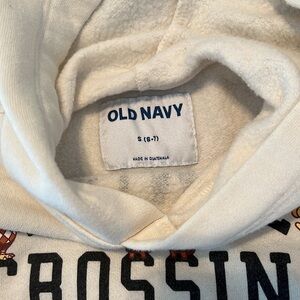 OLD NAVY
S (6-7)
MADE IN GUATEMALA
CROSSIN